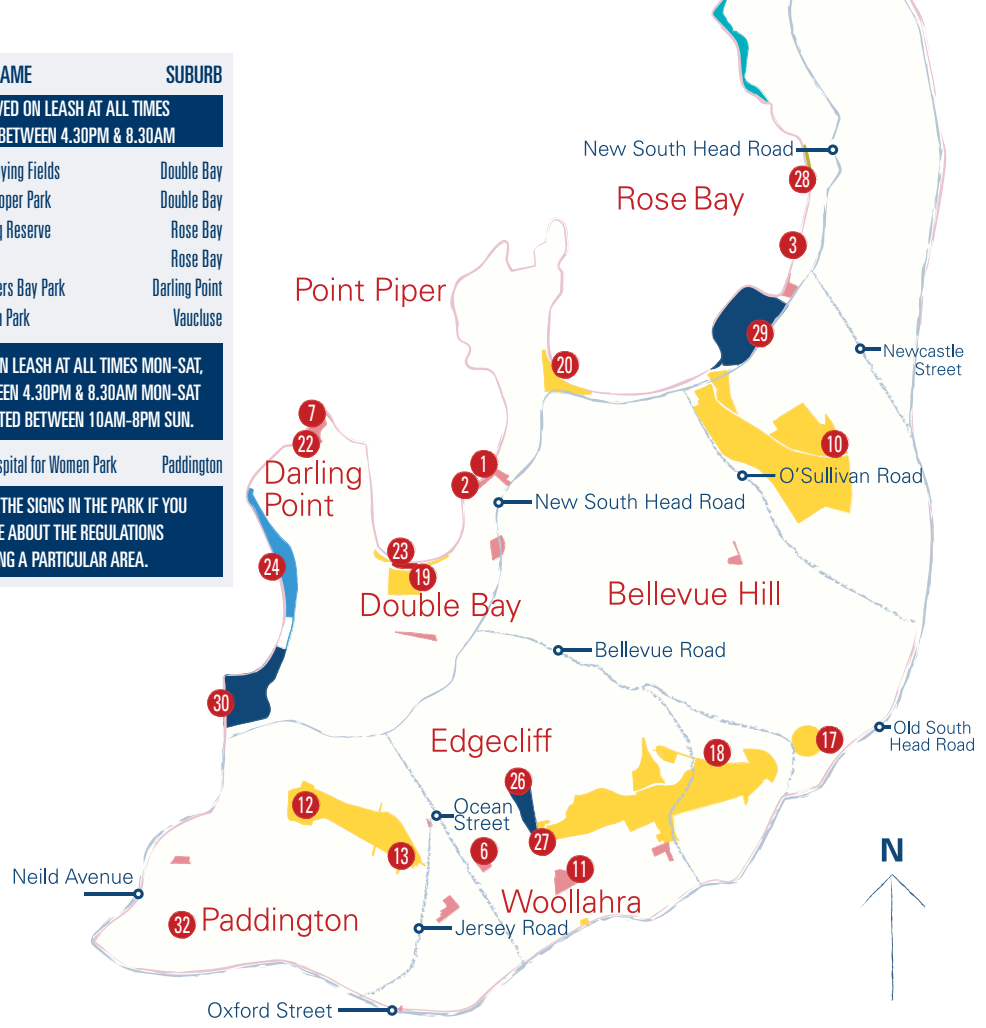 AME SUBURB
VED ON LEASH AT ALL TIMES
BETWEEN 4.30PM & 8.30AM
ying Fields Double Bay
oper Park Double Bay
g Reserve Rose Bay
Rose Bay
ers Bay Park Darling Point
n Park Vaucluse
N LEASH AT ALL TIMES MON-SAT,
EEN 4.30PM & 8.30AM MON-SAT
TED BETWEEN 10AM-8PM SUN.
spital for Women Park Paddington
THE SIGNS IN THE PARK IF YOU
E ABOUT THE REGULATIONS
NG A PARTICULAR AREA.
New South Head Road
28
Rose Bay
3
Point Piper
29
Newcastle
Street
20
7
22
10
Darling
Point
1
2
O'Sullivan Road
New South Head Road
23
24
19
Double Bay
Bellevue Hill
Bellevue Road
30
Old South
Head Road
17
Edgecliff
18
26
12
Ocean
Street
27
6
13
11
Neild Avenue
Woollahra
32
Paddington
Jersey Road
N
Oxford Street